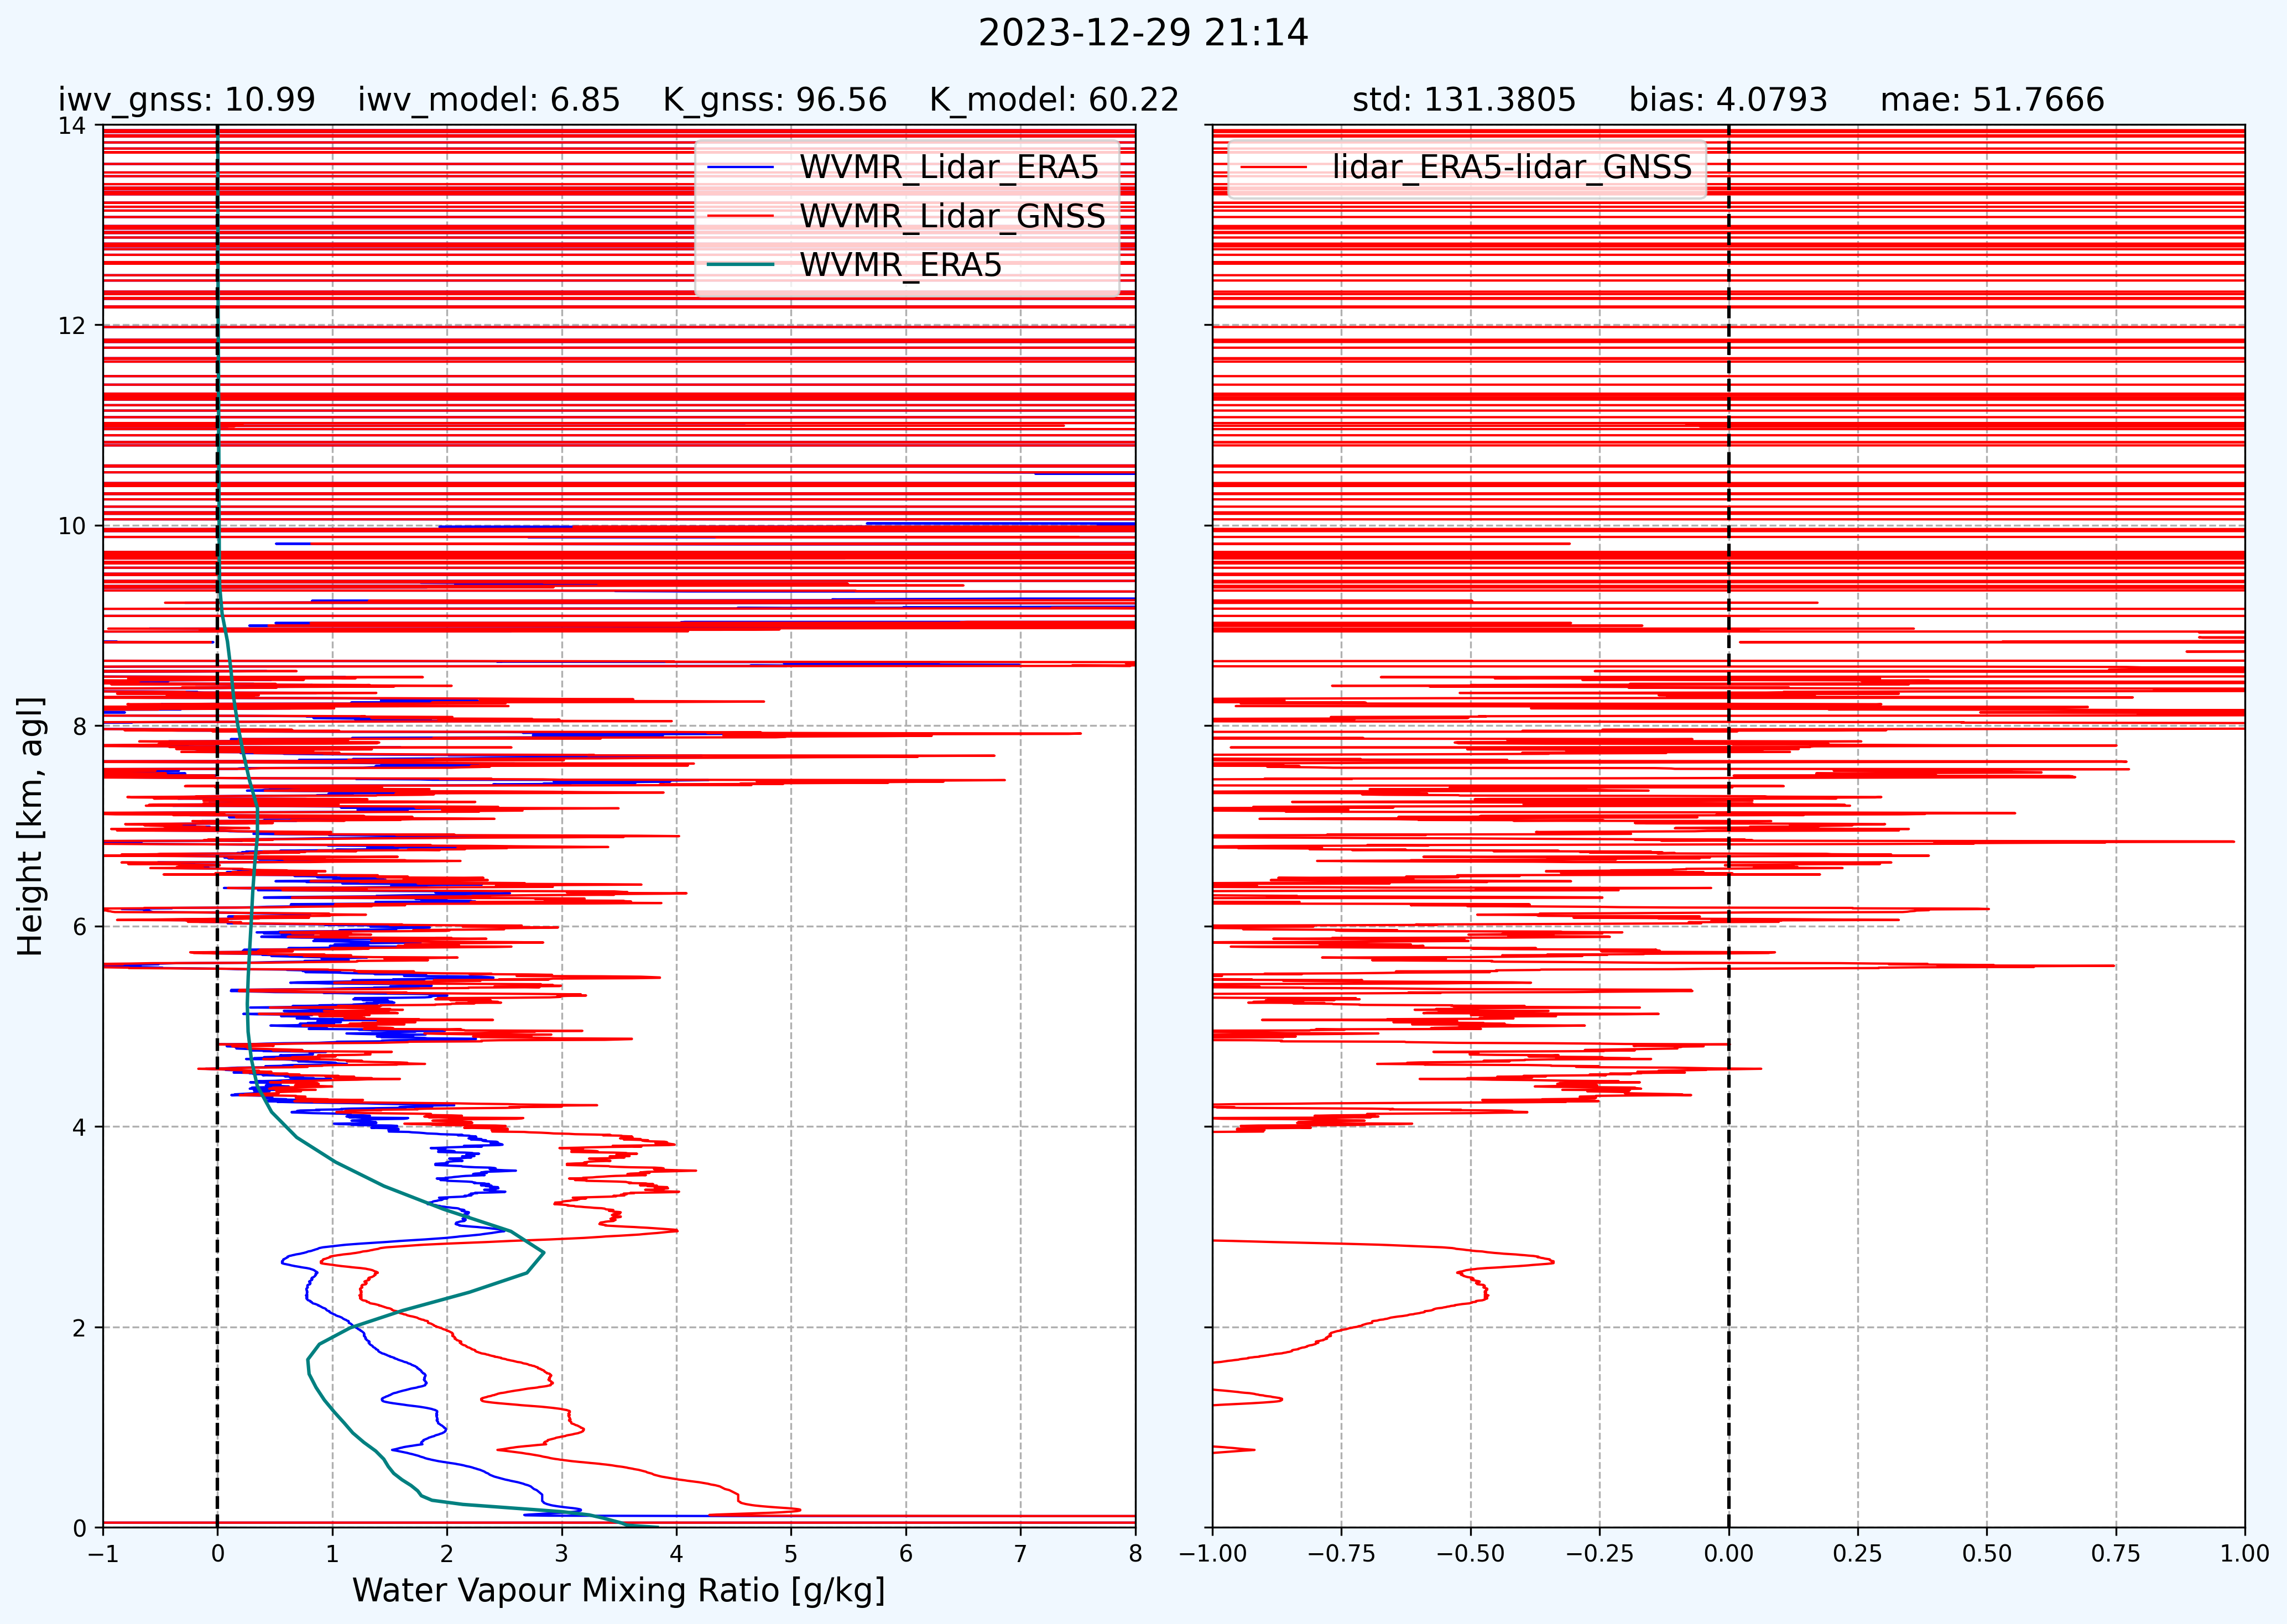 2023-12-29 21:14
iwv_gnss: 10.99 iwv_model: 6.85 K_gnss: 96.56 K_model: 60.22
std: 131.3805 bias: 4.0793 mae: 51.7666
WVMR_Lidar_ERA5
WVMR_Lidar_GNSS
WVMR_ERA5
lidar_ERA5-lidar_GNSS
Height [km, agl]
14
12
10
8
6
4
2
0
−1 0 1 2 3 4 5 6 7 8
−1.00 −0.75 −0.50 −0.25 0.00 0.25 0.50 0.75 1.00
Water Vapour Mixing Ratio [g/kg]